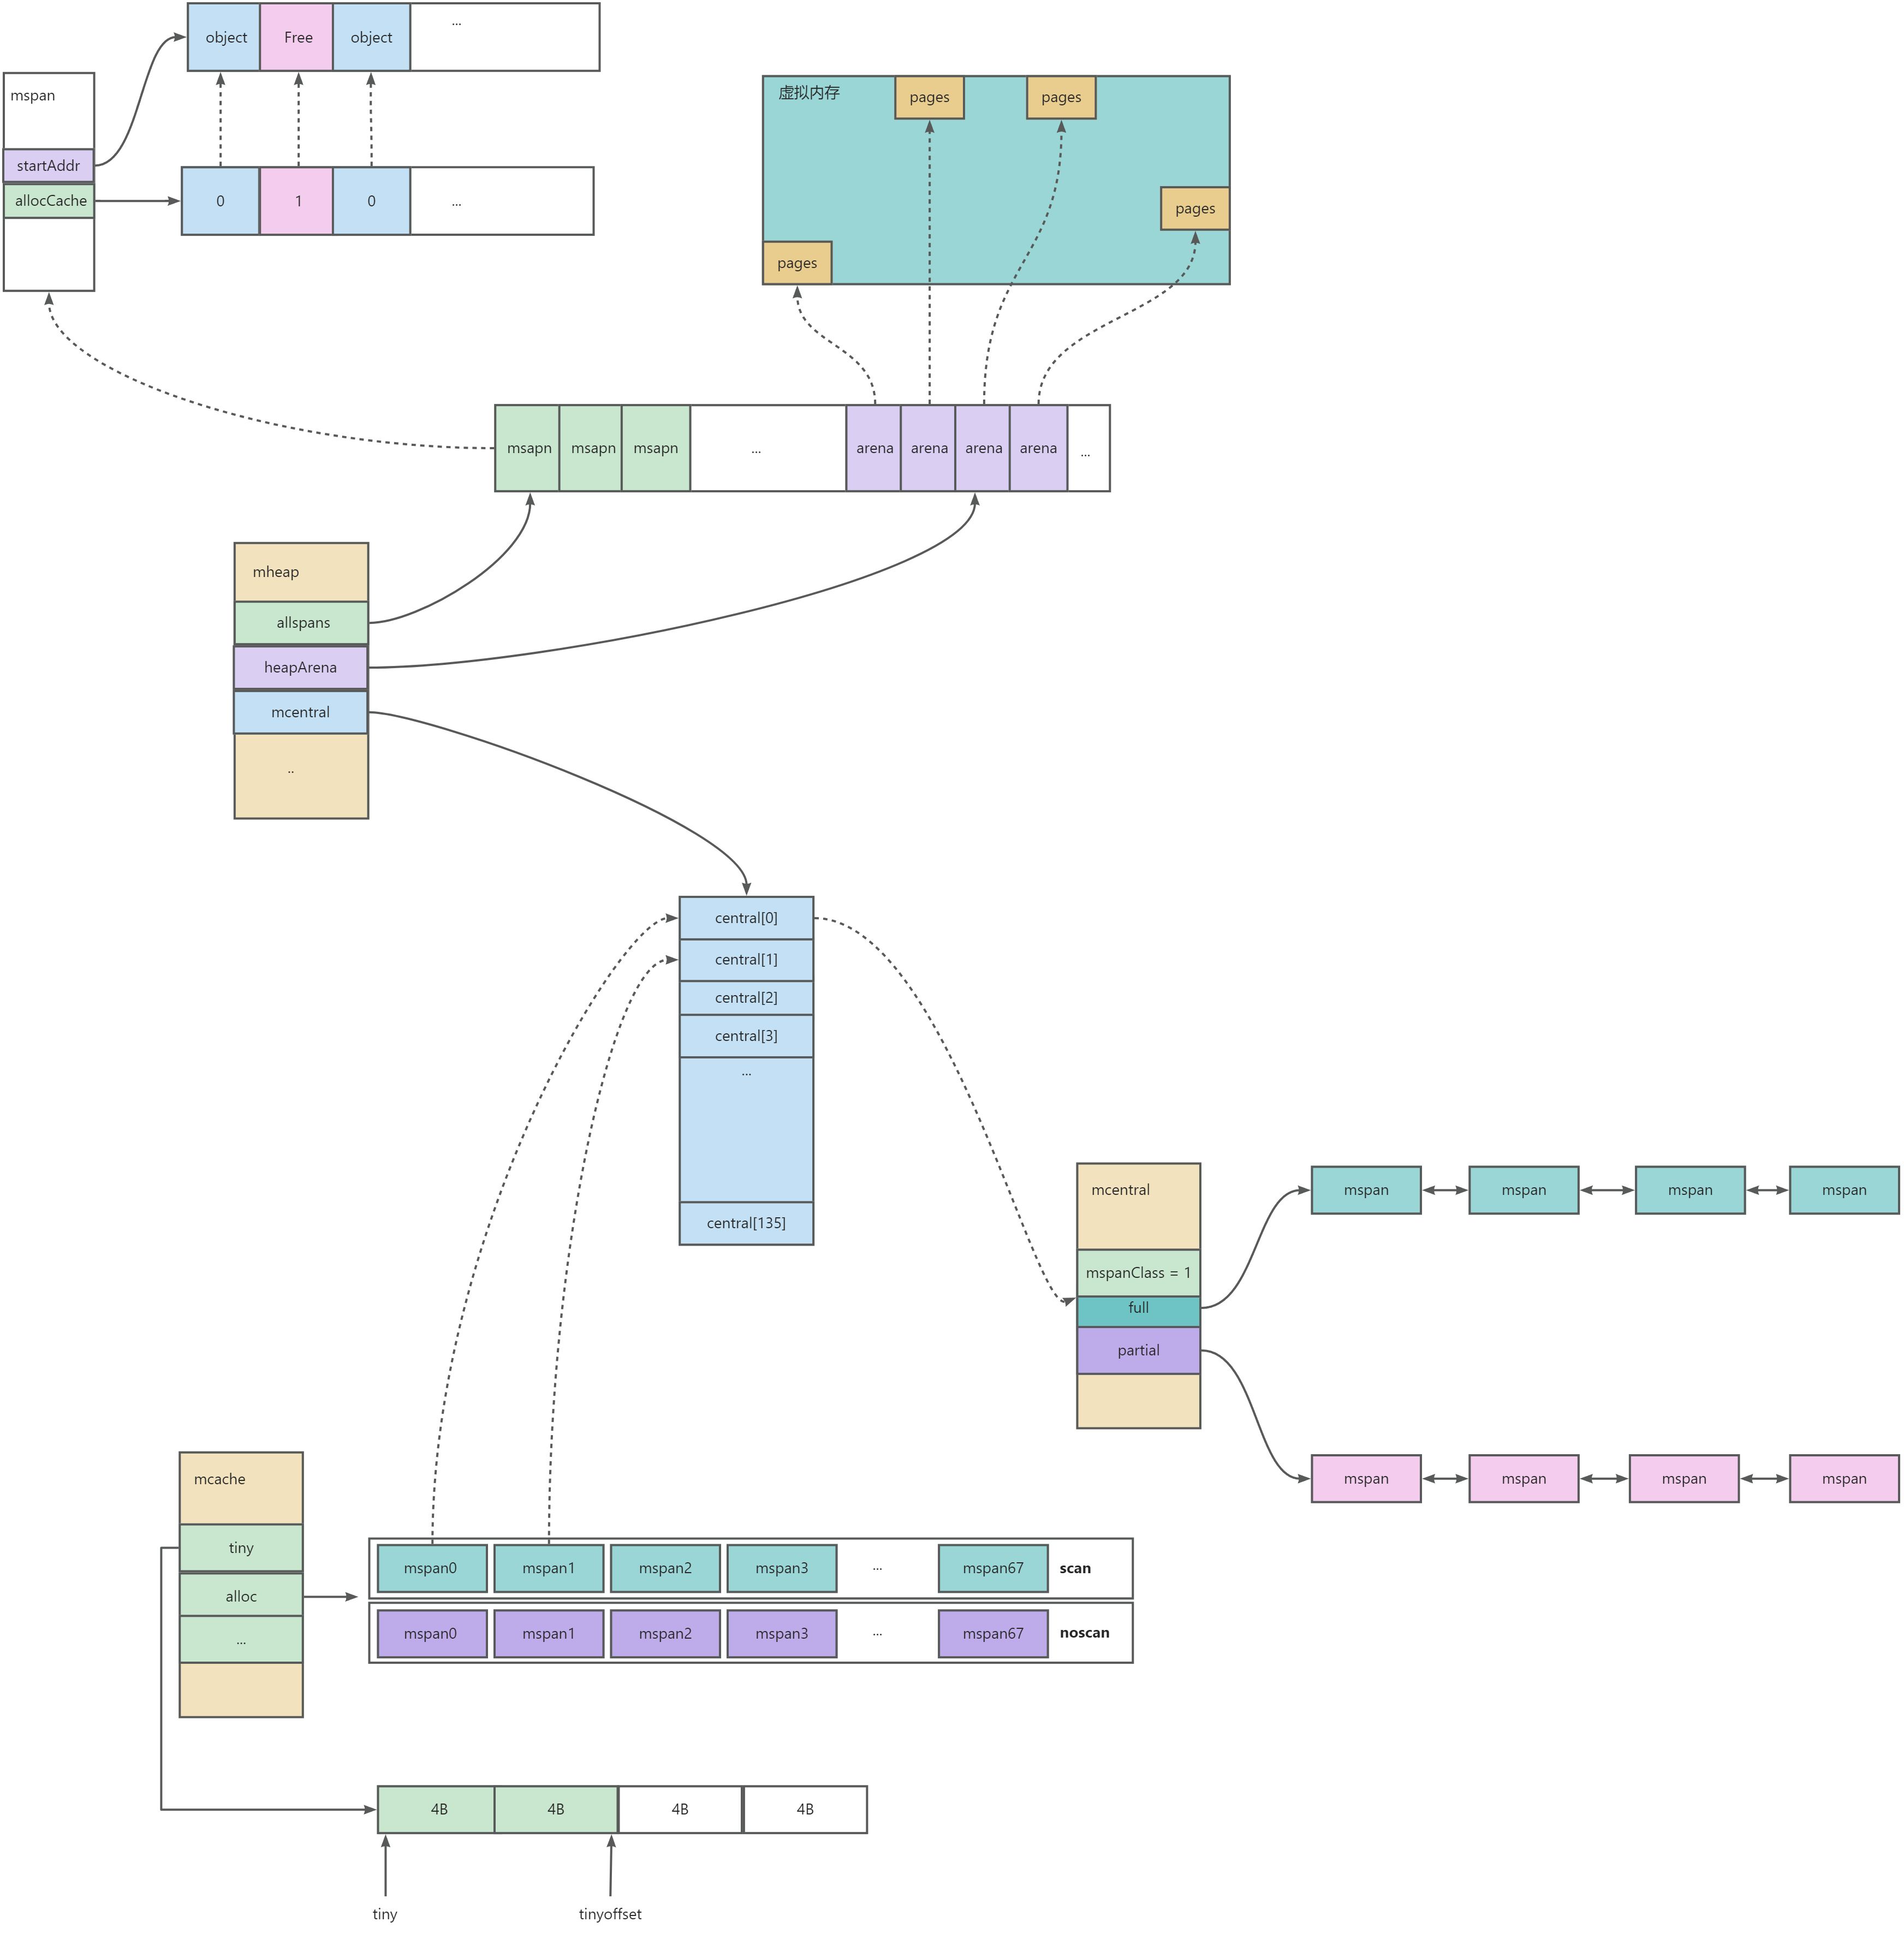 object
Free
object
...
mspan
startAddr
allocCache
0
1
0
...
虚拟内存
pages
pages
pages
pages
msapn
msapn
msapn
...
arena
arena
arena
arena
...
mheap
allspans
heapArena
mcentral
..
central[0]
central[1]
central[2]
central[3]
...
central[135]
mcentral
mspanClass = 1
full
partial
mspan
mspan
mspan
mspan
mspan
mspan
mspan
mspan
mcache
tiny
alloc
...
mspan0
mspan1
mspan2
mspan3
...
mspan67
scan
mspan0
mspan1
mspan2
mspan3
...
mspan67
noscan
4B
4B
4B
4B
tiny
tinyoffset